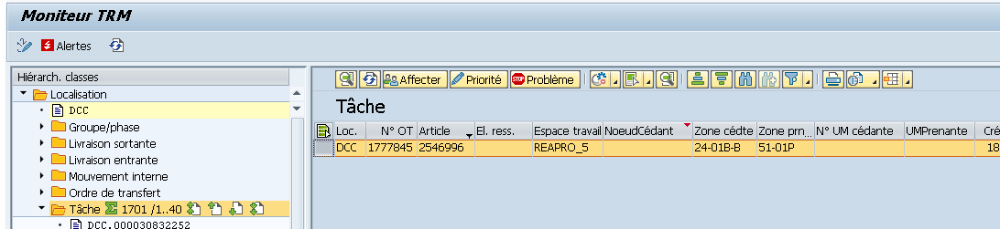 Moniteur TRM
Alertes
Hiérarch. classes
Localisation
DCC
Groupe/phase
Livraison sortante
Livraison entrante
Mouvement interne
Ordre de transfert
Tâche 1701 /1..40
DCC.000030832252
Affecter Priorité STOP Problème
Tâche
Loc. N° OT Article El. ress. Espace travail NoeudCédant Zone cédte Zone prn... N° UM cédante UMPrenante Cré
DCC 1777845 2546996 REAPRO_5 24-01B-B 51-01P 18